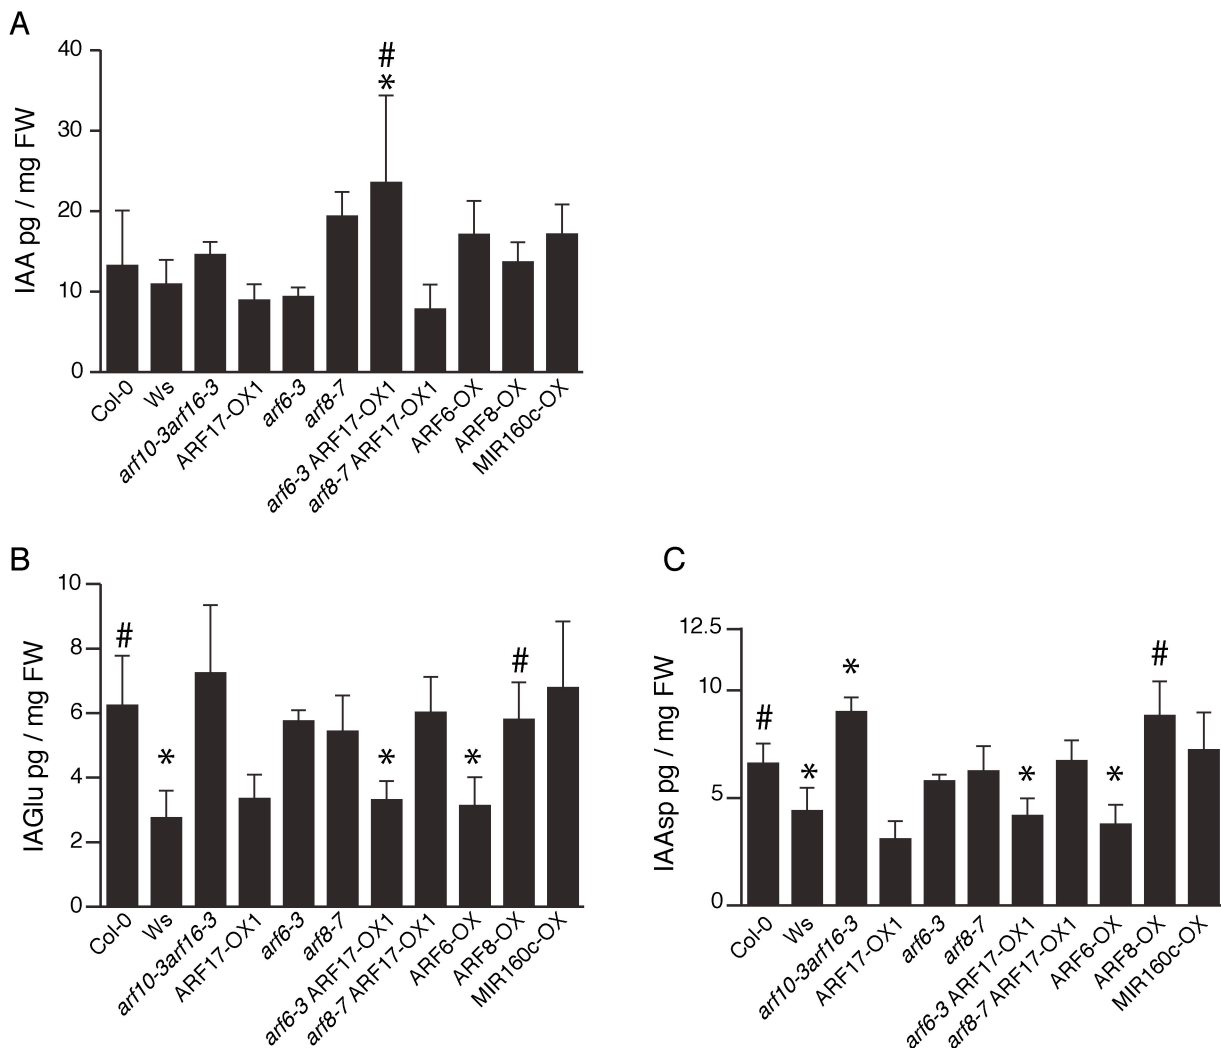 A
40
30
20
10
0
IAA pg / mg FW
#
*
Col-0
Ws
arf10-3arf16-3
ARF17-OX1
arf6-3
arf8-7
arf6-3 ARF17-OX1
arf8-7 ARF17-OX1
ARF6-OX
ARF8-OX
MIR160c-OX
B
10
8
6
4
2
0
IAGlu pg / mg FW
#
*
*
*
#
Col-0
Ws
arf10-3arf16-3
ARF17-OX1
arf6-3
arf8-7
arf6-3 ARF17-OX1
arf8-7 ARF17-OX1
ARF6-OX
ARF8-OX
MIR160c-OX
C
12.5
10
5
0
IAAsp pg / mg FW
#
*
*
*
*
#
Col-0
Ws
arf10-3arf16-3
ARF17-OX1
arf6-3
arf8-7
arf6-3 ARF17-OX1
arf8-7 ARF17-OX1
ARF6-OX
ARF8-OX
MIR160c-OX